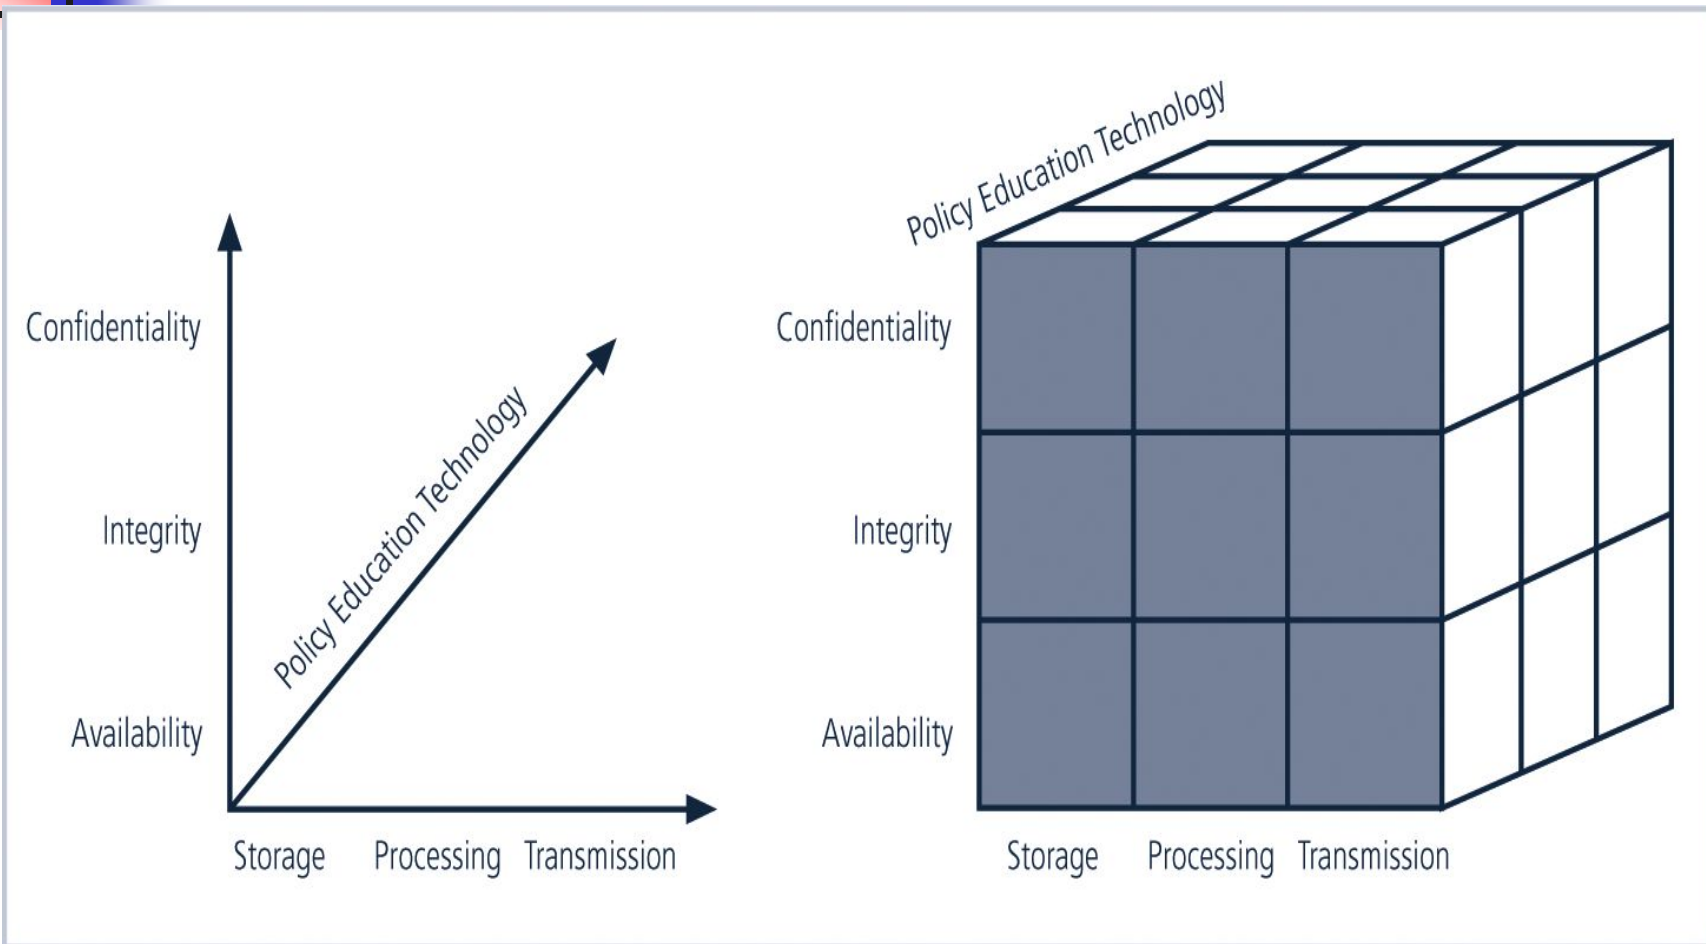 Confidentiality
Integrity
Availability
Policy Education Technology
Storage Processing Transmission
Policy Education Technology
Confidentiality
Integrity
Availability
Storage Processing Transmission